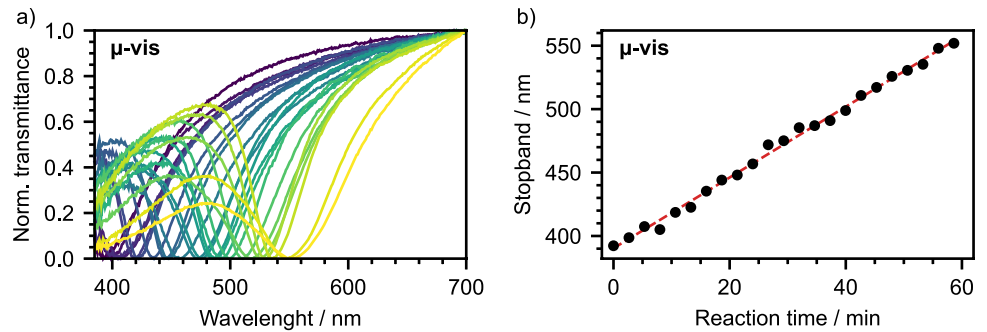 a)
µ-vis
Norm. transmittance
1.0
0.8
0.6
0.4
0.2
0.0
400
500
600
700
Wavelenght / nm
b)
µ-vis
Stopband / nm
550
500
450
400
0
20
40
60
Reaction time / min